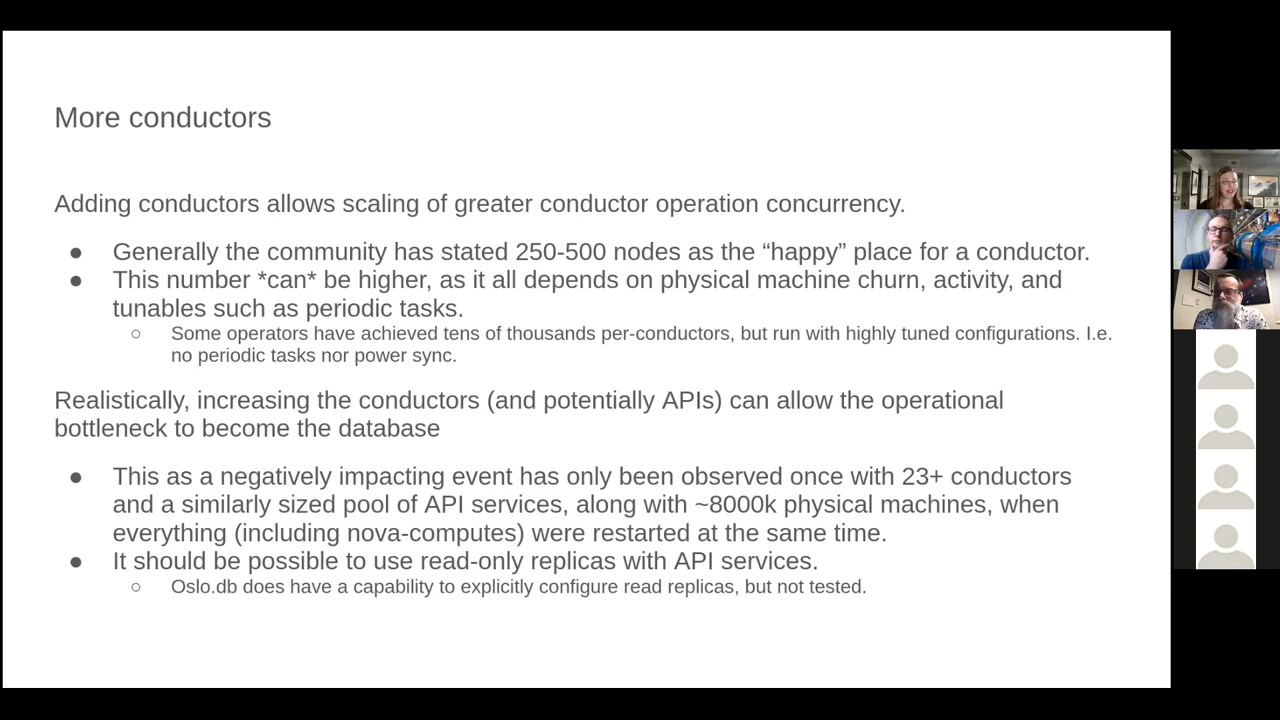 More conductors
Adding conductors allows scaling of greater conductor operation concurrency.
● Generally the community has stated 250-500 nodes as the “happy” place for a conductor.
● This number *can* be higher, as it all depends on physical machine churn, activity, and
tunables such as periodic tasks.
○ Some operators have achieved tens of thousands per-conductors, but run with highly tuned configurations. I.e.
no periodic tasks nor power sync.
Realistically, increasing the conductors (and potentially APIs) can allow the operational
bottleneck to become the database
● This as a negatively impacting event has only been observed once with 23+ conductors
and a similarly sized pool of API services, along with ~8000k physical machines, when
everything (including nova-computes) were restarted at the same time.
● It should be possible to use read-only replicas with API services.
○ Oslo.db does have a capability to explicitly configure read replicas, but not tested.